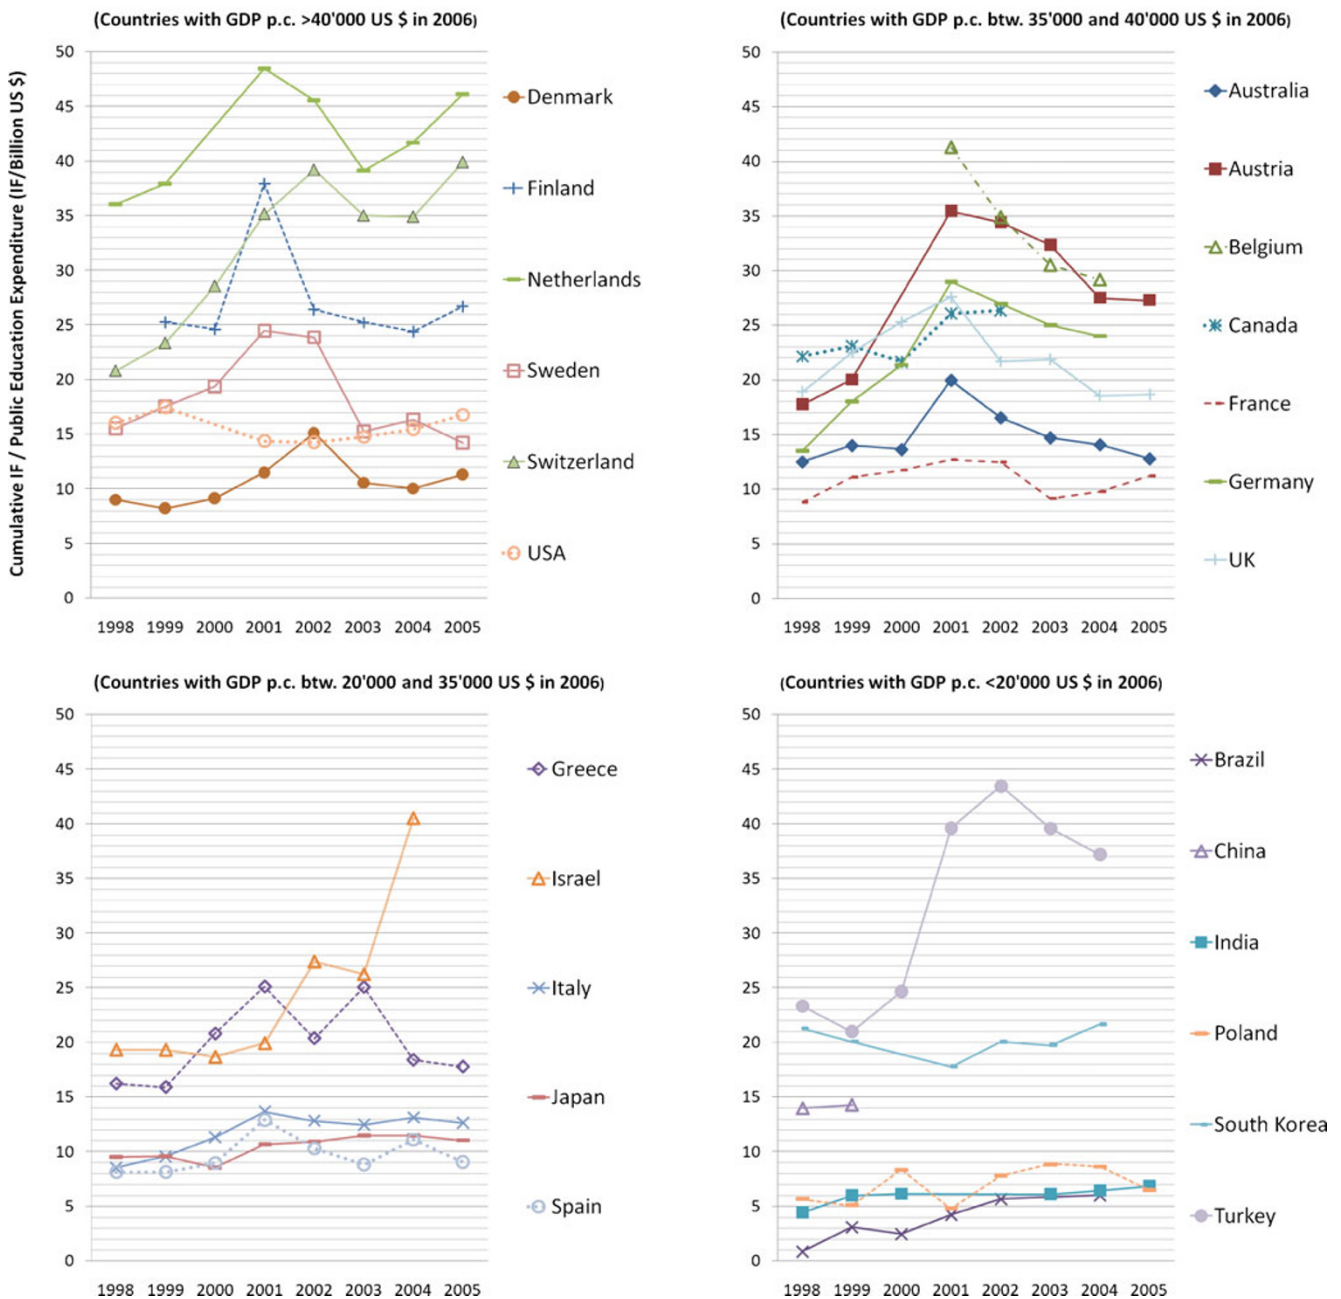 (Countries with GDP p.c. >40'000 US $ in 2006)
Cumulative IF / Public Education Expenditure (IF/Billion US $)
50
45
40
35
30
25
20
15
10
5
0
1998 1999 2000 2001 2002 2003 2004 2005
Denmark
Finland
Netherlands
Sweden
Switzerland
USA
(Countries with GDP p.c. btw. 35'000 and 40'000 US $ in 2006)
50
45
40
35
30
25
20
15
10
5
0
1998 1999 2000 2001 2002 2003 2004 2005
Australia
Austria
Belgium
Canada
France
Germany
UK
(Countries with GDP p.c. btw. 20'000 and 35'000 US $ in 2006)
50
45
40
35
30
25
20
15
10
5
0
1998 1999 2000 2001 2002 2003 2004 2005
Greece
Israel
Italy
Japan
Spain
(Countries with GDP p.c. <20'000 US $ in 2006)
50
45
40
35
30
25
20
15
10
5
0
1998 1999 2000 2001 2002 2003 2004 2005
Brazil
China
India
Poland
South Korea
Turkey